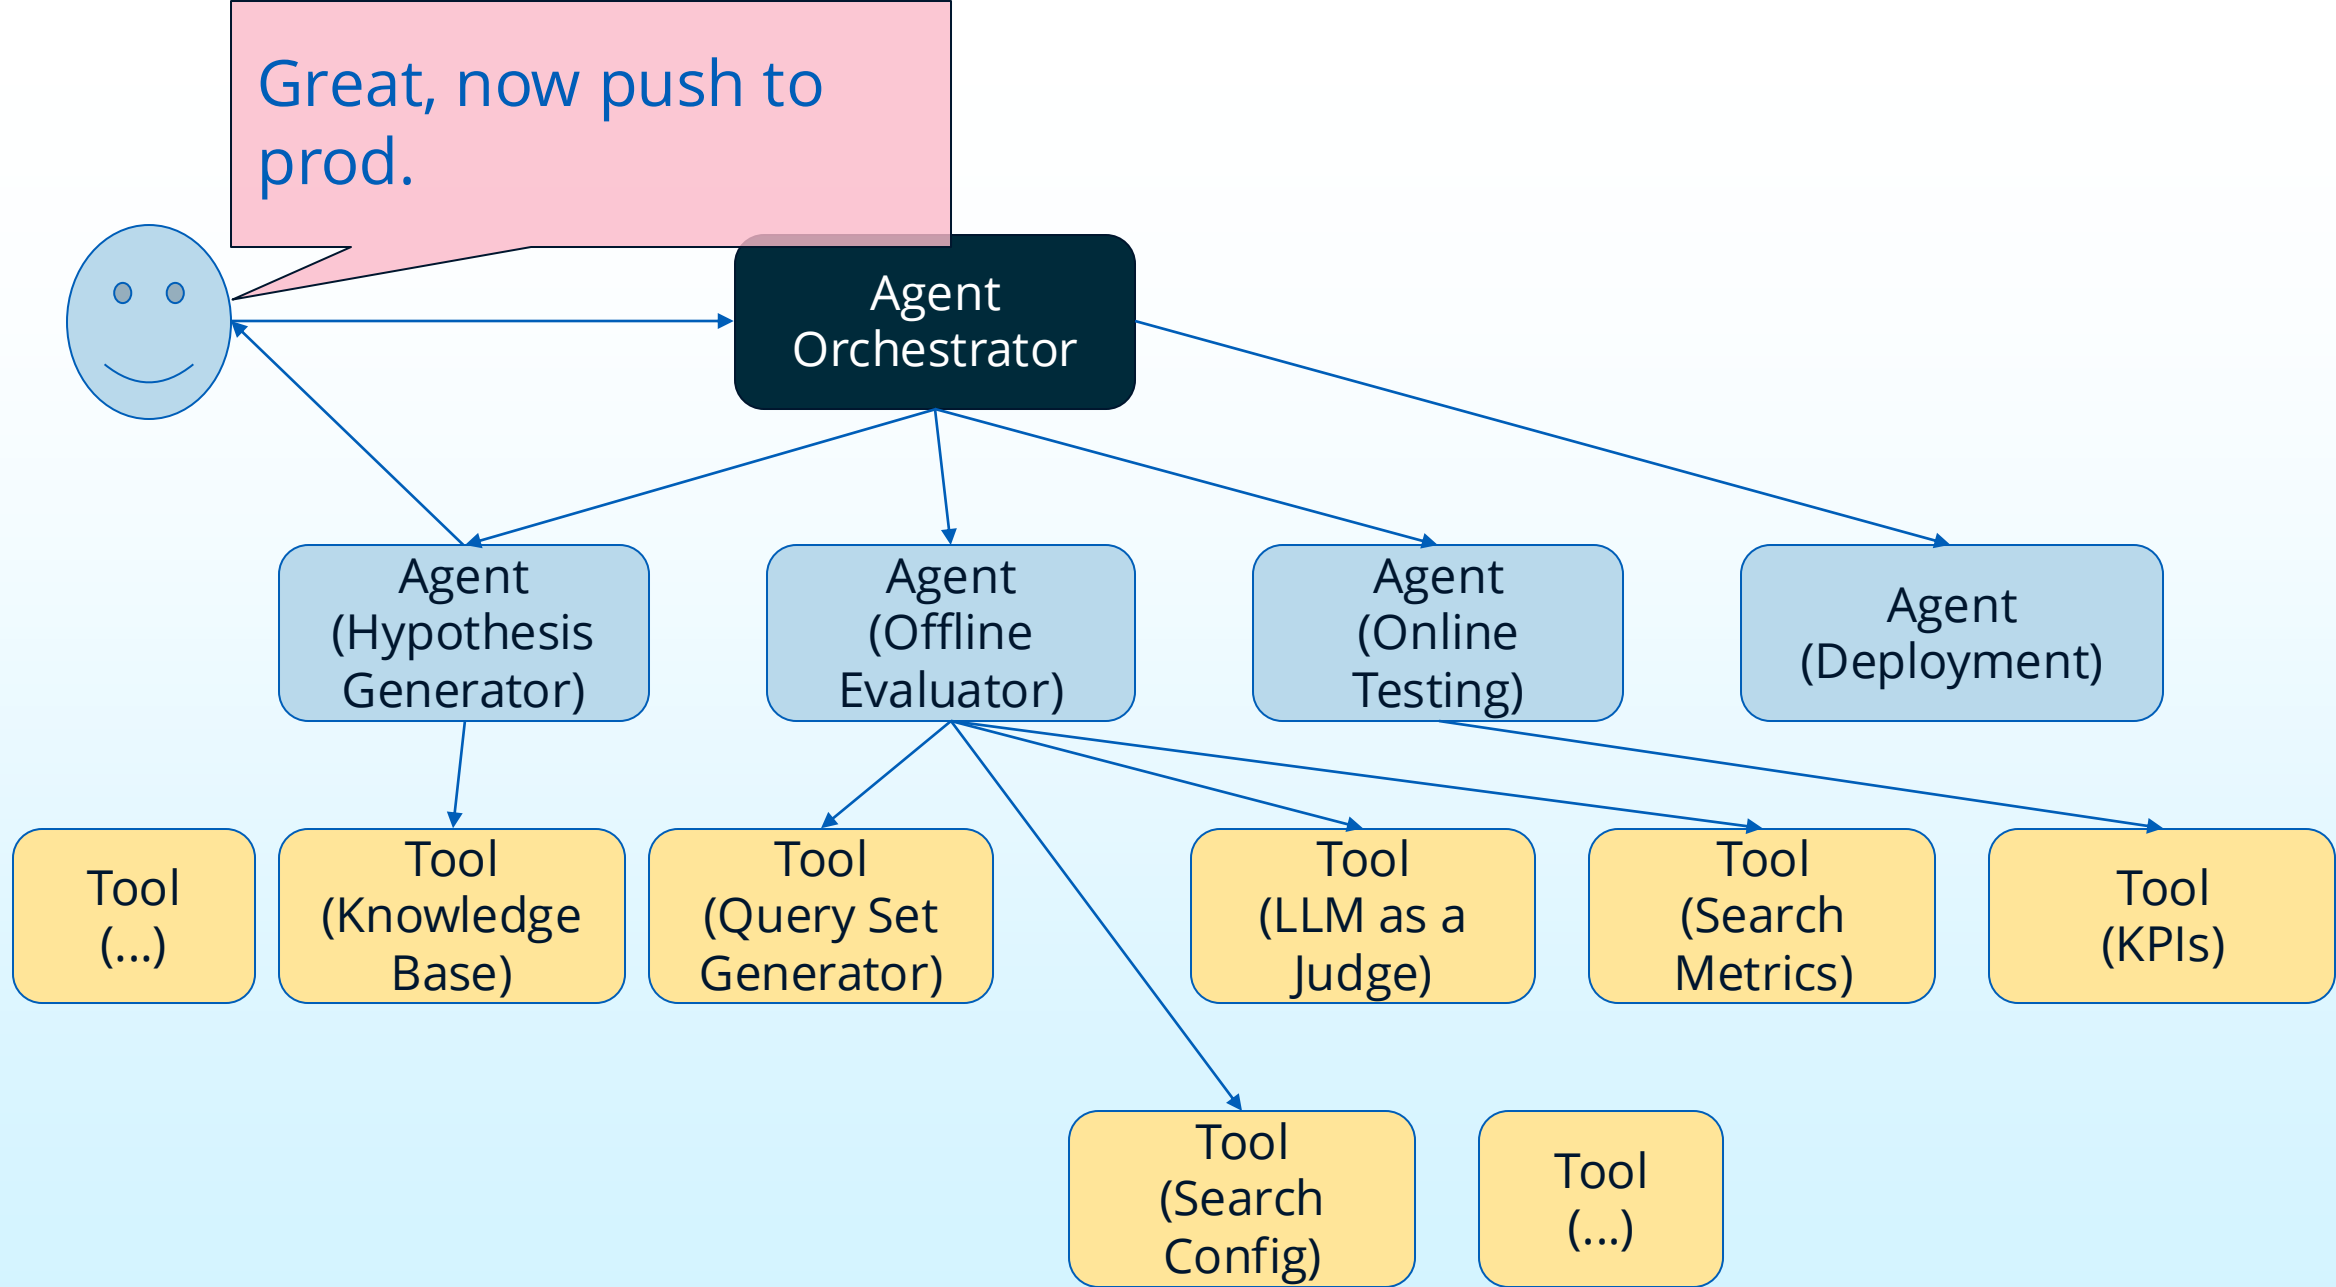 Great, now push to
prod.
Agent
Orchestrator
Agent
(Hypothesis
Generator)
Agent
(Offline
Evaluator)
Agent
(Online
Testing)
Agent
(Deployment)
Tool
(...)
Tool
(Knowledge
Base)
Tool
(Query Set
Generator)
Tool
(LLM as a
Judge)
Tool
(Search
Metrics)
Tool
(KPIs)
Tool
(Search
Config)
Tool
(...)